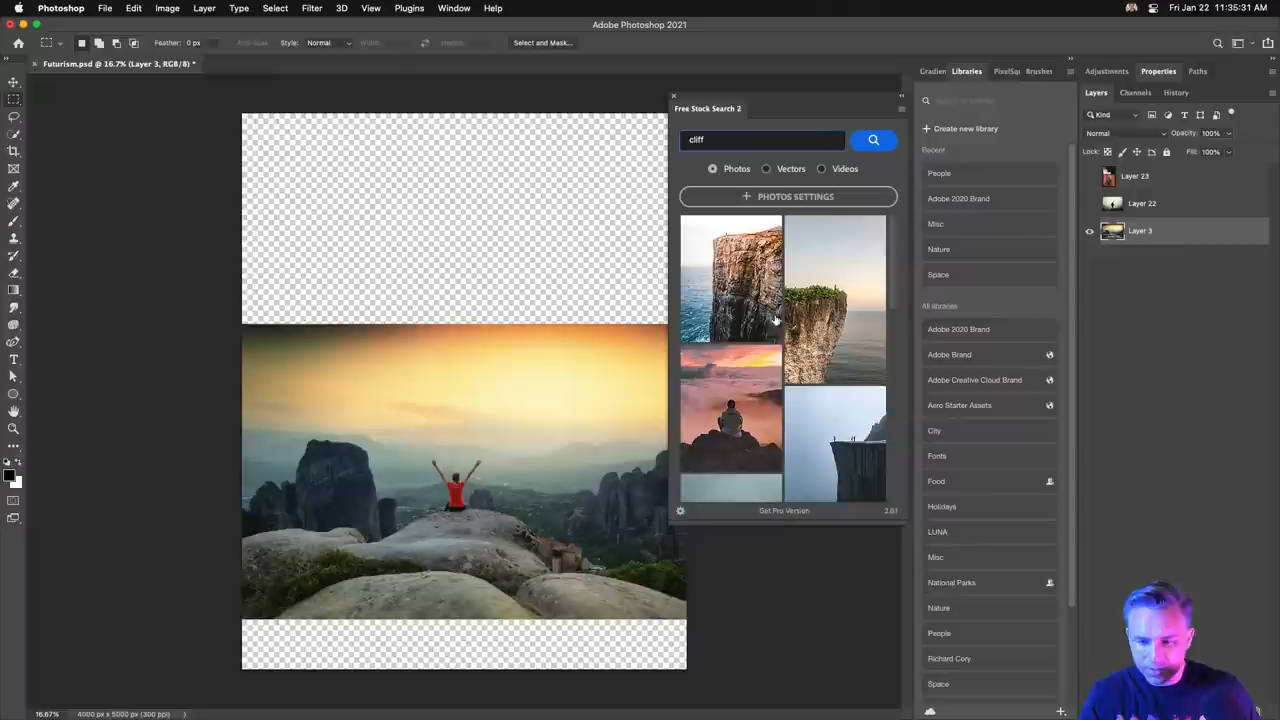 Photoshop File Edit Image Layer Type Select Filter 3D View Plugins Window Help
Fri Jan 22 11:35:31 AM
Adobe Photoshop 2021
Feather: 0 px
Style: Normal
Select and Mask...
Futurism.psd @ 16.7% (Layer 3, RGB/8) *
Free Stock Search 2
cliff
Photos Vectors Videos
PHOTOS SETTINGS
Get Pro Version
2.0.1
Gradien Libraries PixelSqu Brushes
Create new library
Recent
People
Adobe 2020 Brand
Misc
Nature
Space
All libraries
Adobe 2020 Brand
Adobe Brand
Adobe Creative Cloud Brand
Aero Starter Assets
City
Fonts
Food
Holidays
LUNA
Misc
National Parks
Nature
People
Richard Cory
Space
Adjustments Properties Paths
Layers Channels History
Kind
Normal
Opacity: 100%
Lock:
Fill: 100%
Layer 23
Layer 22
Layer 3
16.67%
4000 px x 5000 px (300 ppi)